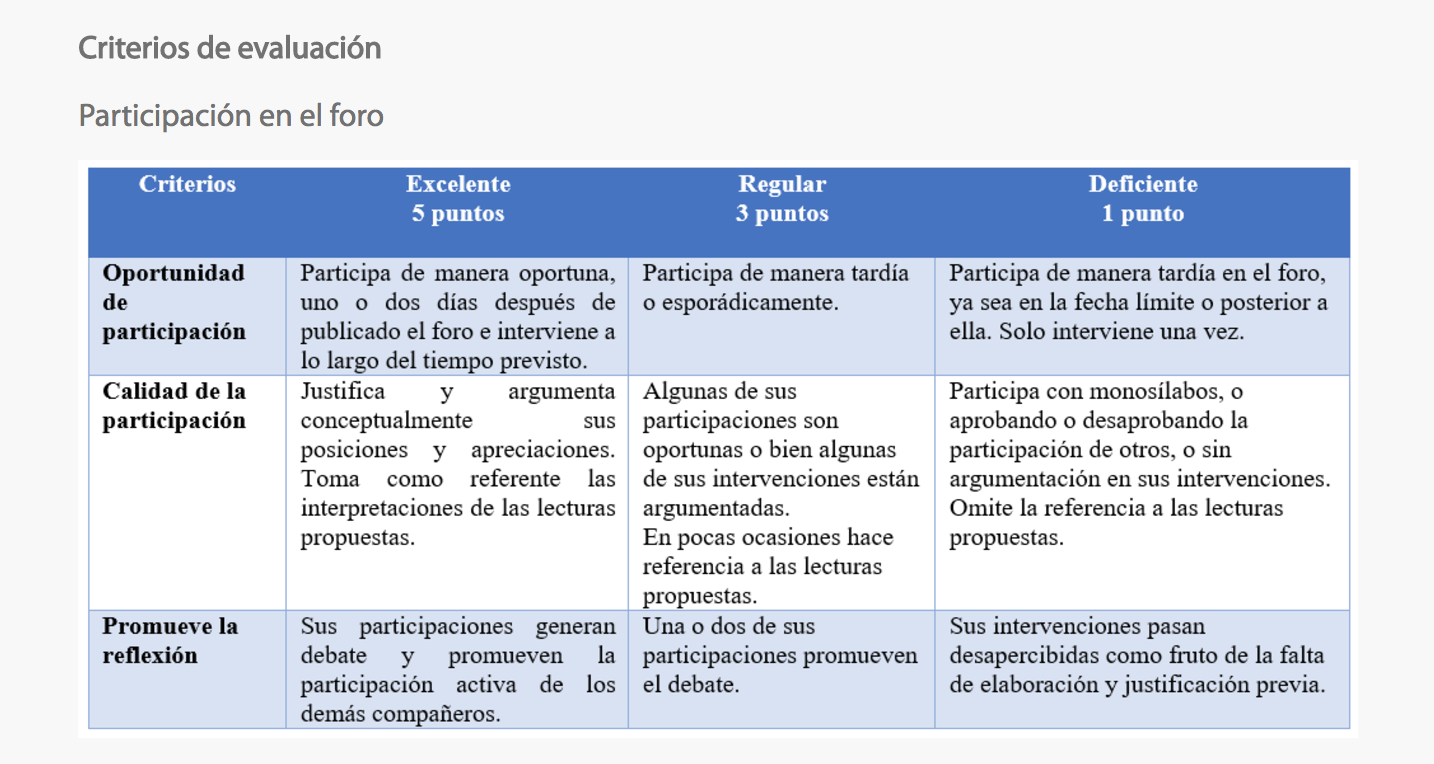 Criterios de evaluación
Participación en el foro
Criterios
Excelente
5 puntos
Regular
3 puntos
Deficiente
1 punto
Oportunidad
de
participación
Participa de manera oportuna,
uno o dos días después de
publicado el foro e interviene a
lo largo del tiempo previsto.
Participa de manera tardía
o esporádicamente.
Participa de manera tardía en el foro,
ya sea en la fecha límite o posterior a
ella. Solo interviene una vez.
Calidad de la
participación
Justifica y argumenta
conceptualmente sus
posiciones y apreciaciones.
Toma como referente las
interpretaciones de las lecturas
propuestas.
Algunas de sus
participaciones son
oportunas o bien algunas
de sus intervenciones están
argumentadas.
En pocas ocasiones hace
referencia a las lecturas
propuestas.
Participa con monosílabos, o
aprobando o desaprobando la
participación de otros, o sin
argumentación en sus intervenciones.
Omite la referencia a las lecturas
propuestas.
Promueve la
reflexión
Sus participaciones generan
debate y promueven la
participación activa de los
demás compañeros.
Una o dos de sus
participaciones promueven
el debate.
Sus intervenciones pasan
desapercibidas como fruto de la falta
de elaboración y justificación previa.